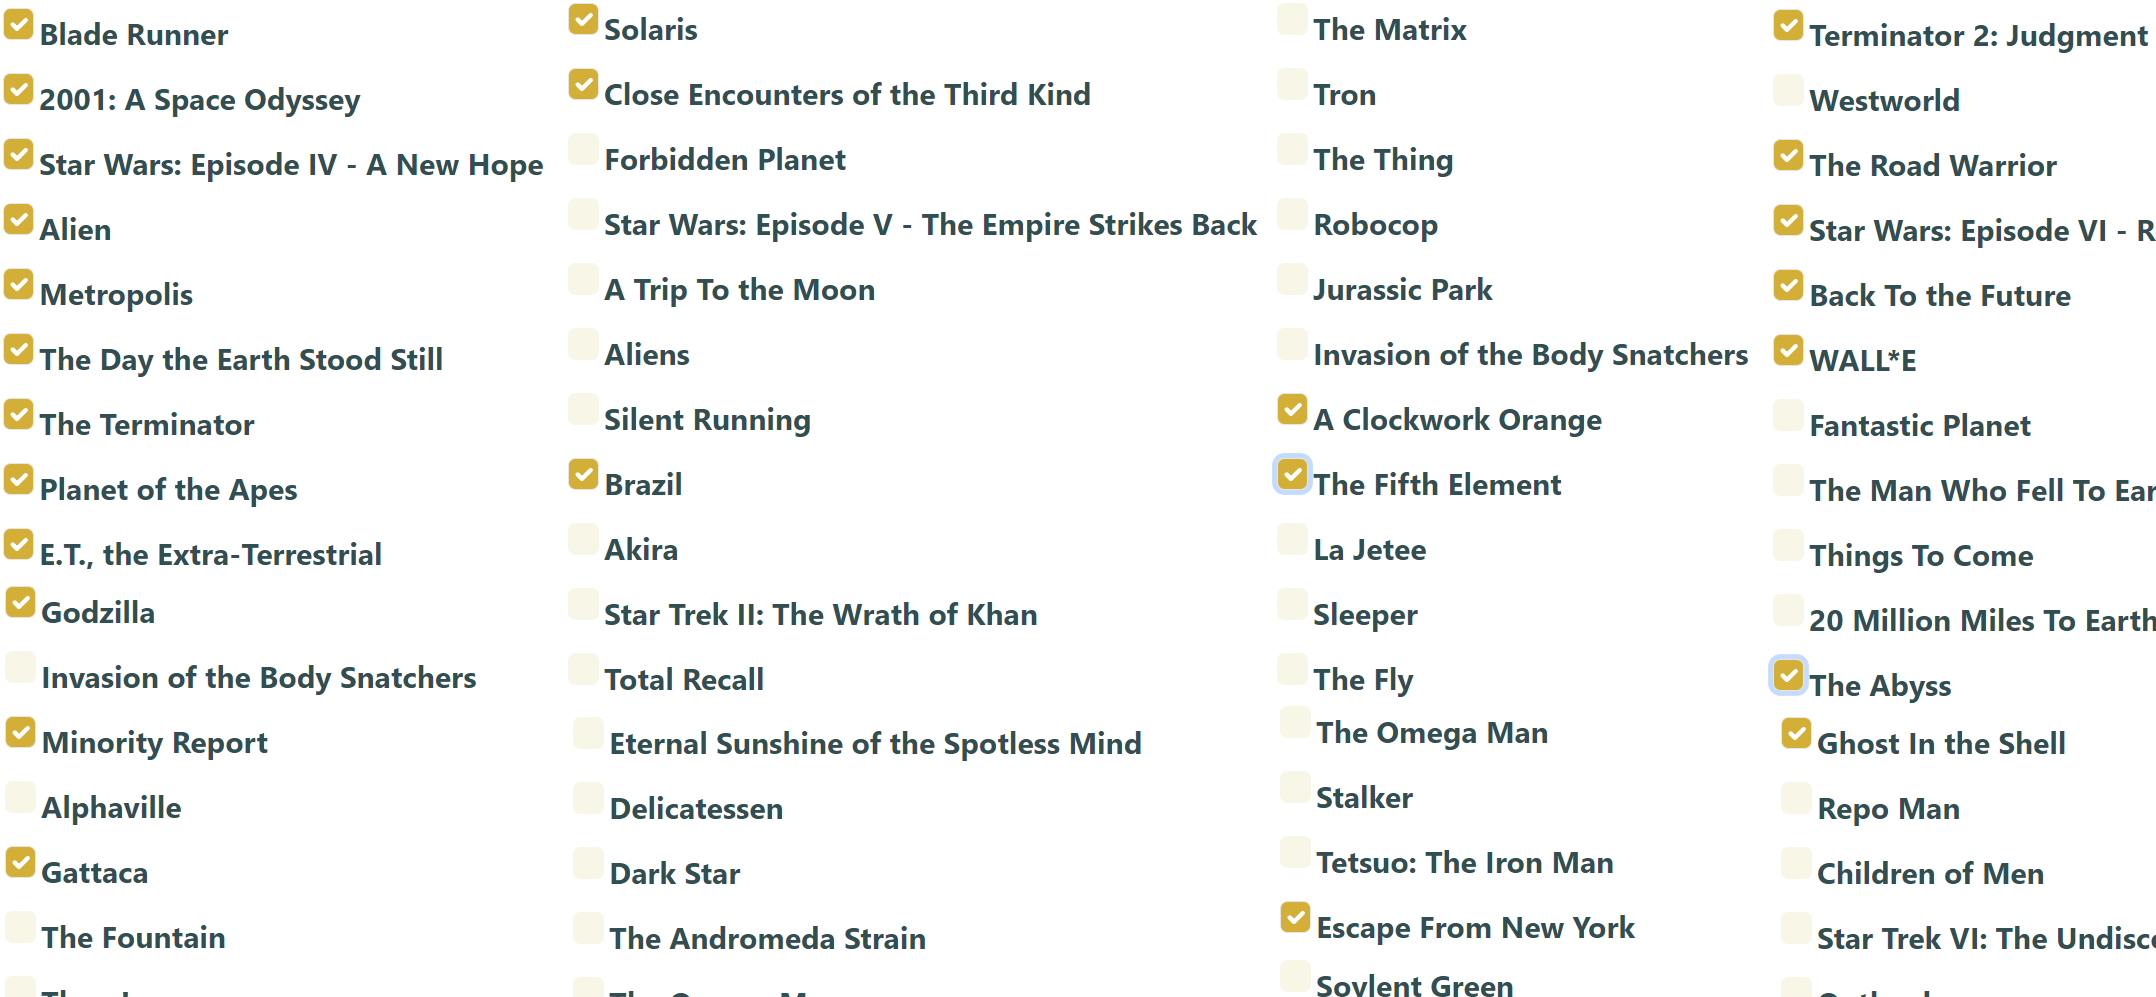 Blade Runner
2001: A Space Odyssey
Star Wars: Episode IV - A New Hope
Alien
Metropolis
The Day the Earth Stood Still
The Terminator
Planet of the Apes
E.T., the Extra-Terrestrial
Godzilla
Invasion of the Body Snatchers
Minority Report
Alphaville
Gattaca
The Fountain
Solaris
Close Encounters of the Third Kind
Forbidden Planet
Star Wars: Episode V - The Empire Strikes Back
A Trip To the Moon
Aliens
Silent Running
Brazil
Akira
Star Trek II: The Wrath of Khan
Total Recall
Eternal Sunshine of the Spotless Mind
Delicatessen
Dark Star
The Andromeda Strain
The Matrix
Tron
The Thing
Robocop
Jurassic Park
Invasion of the Body Snatchers
A Clockwork Orange
The Fifth Element
La Jetee
Sleeper
The Fly
The Omega Man
Stalker
Tetsuo: The Iron Man
Escape From New York
Soylent Green
Terminator 2: Judgment
Westworld
The Road Warrior
Star Wars: Episode VI - R
Back To the Future
WALL*E
Fantastic Planet
The Man Who Fell To Ear
Things To Come
20 Million Miles To Earth
The Abyss
Ghost In the Shell
Repo Man
Children of Men
Star Trek VI: The Undisc